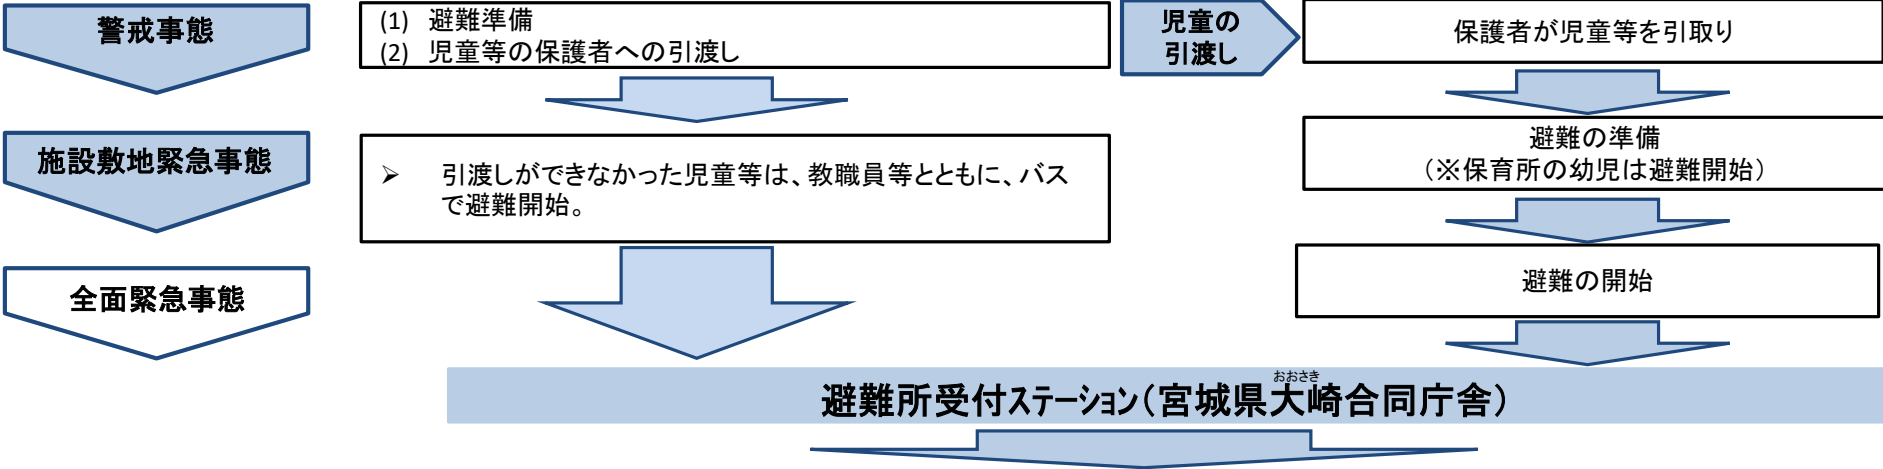 警戒事態
(1) 避難準備
(2) 児童等の保護者への引渡し
児童の
引渡し
保護者が児童等を引取り
施設敷地緊急事態
➢ 引渡しができなかった児童等は、教職員等とともに、バス
で避難開始。
避難の準備
(※保育所の幼児は避難開始)
全面緊急事態
避難の開始
おおさき
避難所受付ステーション(宮城県大崎合同庁舎)